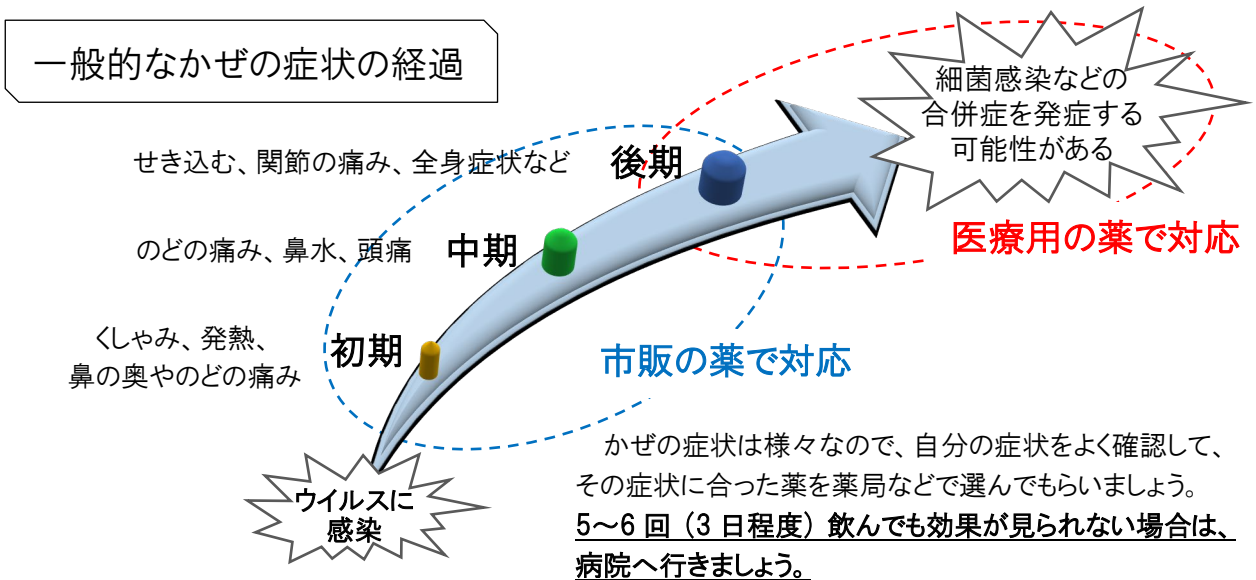 一般的なかぜの症状の経過
細菌感染などの
合併症を発症する
可能性がある
せき込む、関節の痛み、全身症状など
後期
医療用の薬で対応
のどの痛み、鼻水、頭痛
中期
くしゃみ、発熱、
鼻の奥やのどの痛み
初期
市販の薬で対応
ウイルスに
感染
かぜの症状は様々なので、自分の症状をよく確認して、
その症状に合った薬を薬局などで選んでもらいましょう。
5～6 回（3 日程度）飲んでも効果が見られない場合は、
病院へ行きましょう。